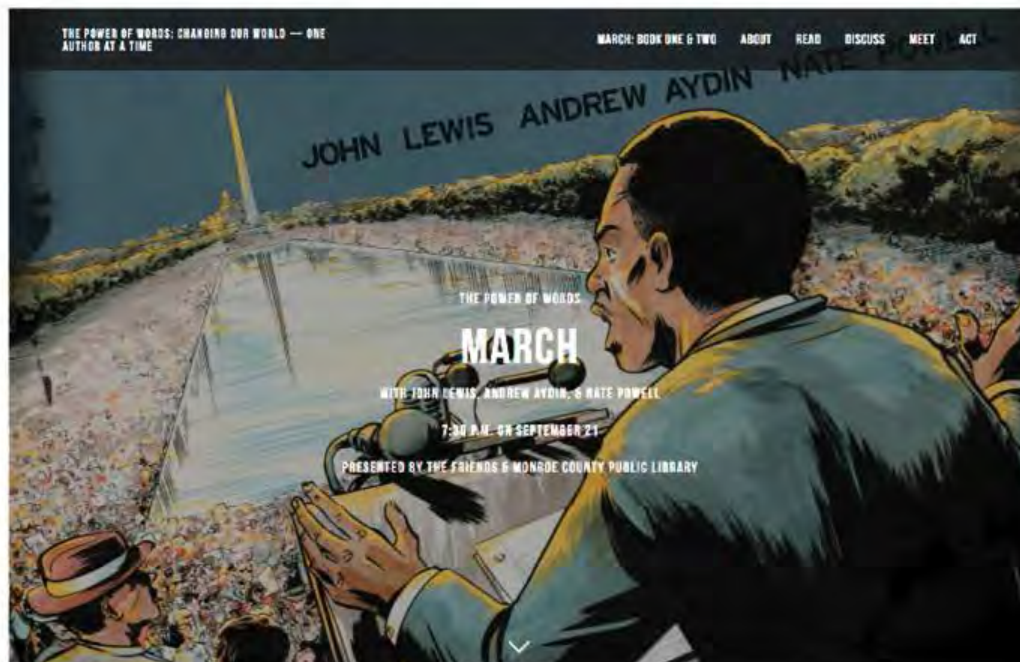 THE POWER OF WORDS: CHANGING OUR WORLD — ONE
AUTHOR AT A TIME
MARCH: BOOK ONE & TWO ABOUT READ DISCUSS MEET ACT
JOHN LEWIS ANDREW AYDIN NATE POWELL
THE POWER OF WORDS
MARCH
WITH JOHN LEWIS, ANDREW AYDIN, & NATE POWELL
7:30 P.M. ON SEPTEMBER 21
PRESENTED BY THE FRIENDS & MONROE COUNTY PUBLIC LIBRARY